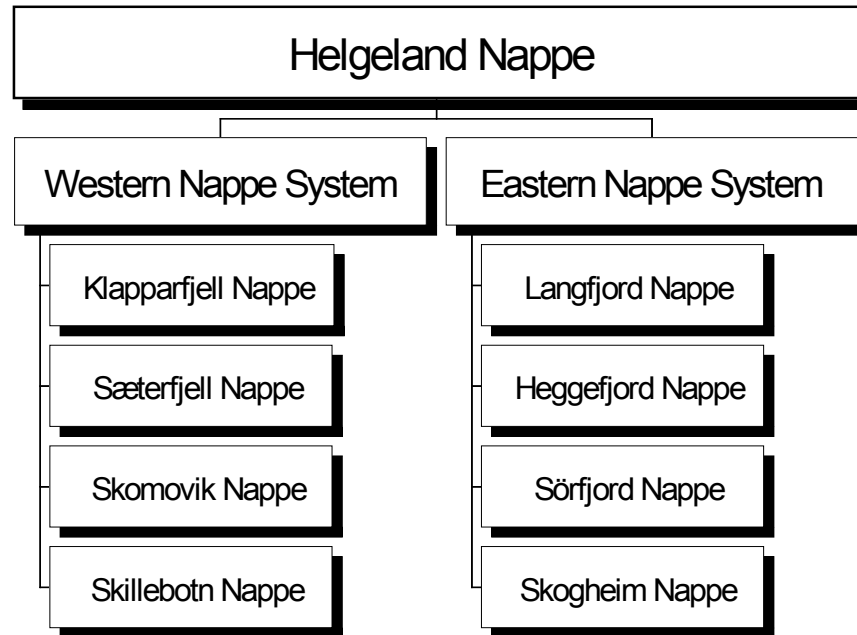 Helgeland Nappe
Western Nappe System
Klapparfjell Nappe
Sæterfjell Nappe
Skomovik Nappe
Skillebotn Nappe
Eastern Nappe System
Langfjord Nappe
Heggefjord Nappe
Sörfjord Nappe
Skogheim Nappe